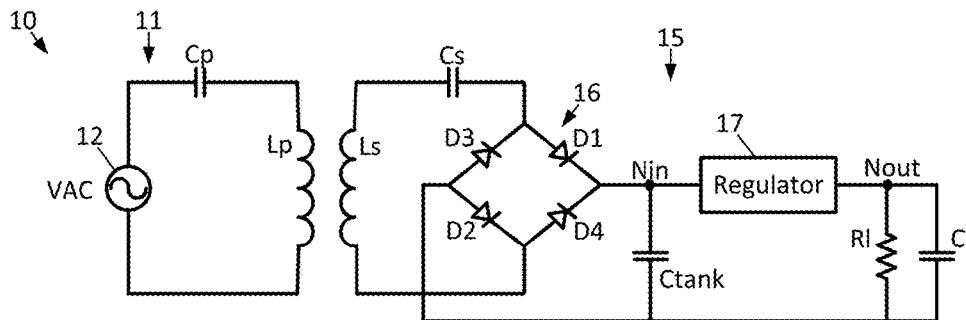 10
11
15
Cp
Cs
16
12
D3
D1
17
Lp
Ls
Nin
Nout
VAC
Regulator
D2
D4
Rl
C
Ctank